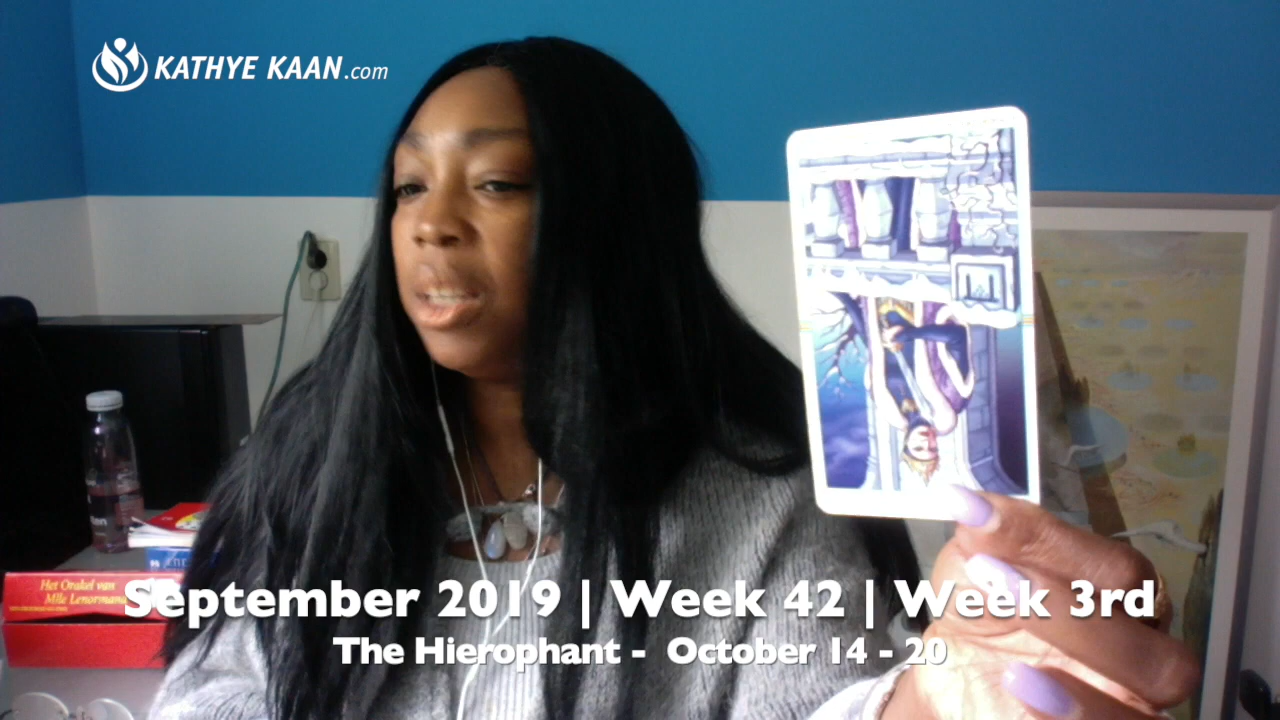 KATHYE KAAN.com
Het Orakel van
Mlle Lenormand
September 2019 | Week 42 | Week 3rd
The Hierophant - October 14 - 20